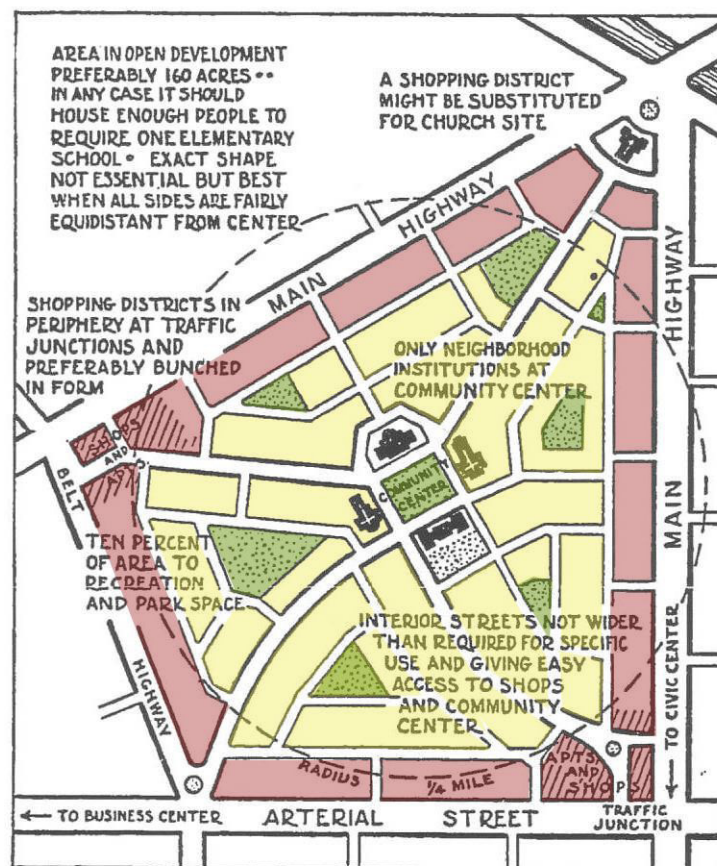 AREA IN OPEN DEVELOPMENT
PREFERABLY 160 ACRES ••
IN ANY CASE IT SHOULD
HOUSE ENOUGH PEOPLE TO
REQUIRE ONE ELEMENTARY
SCHOOL • EXACT SHAPE
NOT ESSENTIAL BUT BEST
WHEN ALL SIDES ARE FAIRLY
EQUIDISTANT FROM CENTER
A SHOPPING DISTRICT
MIGHT BE SUBSTITUTED
FOR CHURCH SITE
MAIN HIGHWAY
SHOPPING DISTRICTS IN
PERIPHERY AT TRAFFIC
JUNCTIONS AND
PREFERABLY BUNCHED
IN FORM
ONLY NEIGHBORHOOD
INSTITUTIONS AT
COMMUNITY CENTER
SHOPS
AND
APTS.
COMMUNITY
CENTER
BELT HIGHWAY
TEN PERCENT
OF AREA TO
RECREATION
AND PARK SPACE
MAIN HIGHWAY
INTERIOR STREETS NOT WIDER
THAN REQUIRED FOR SPECIFIC
USE AND GIVING EASY
ACCESS TO SHOPS
AND COMMUNITY
CENTER
→ TO CIVIC CENTER
RADIUS 1/4 MILE
APTS
AND
SHOPS
← TO BUSINESS CENTER
ARTERIAL STREET
TRAFFIC
JUNCTION